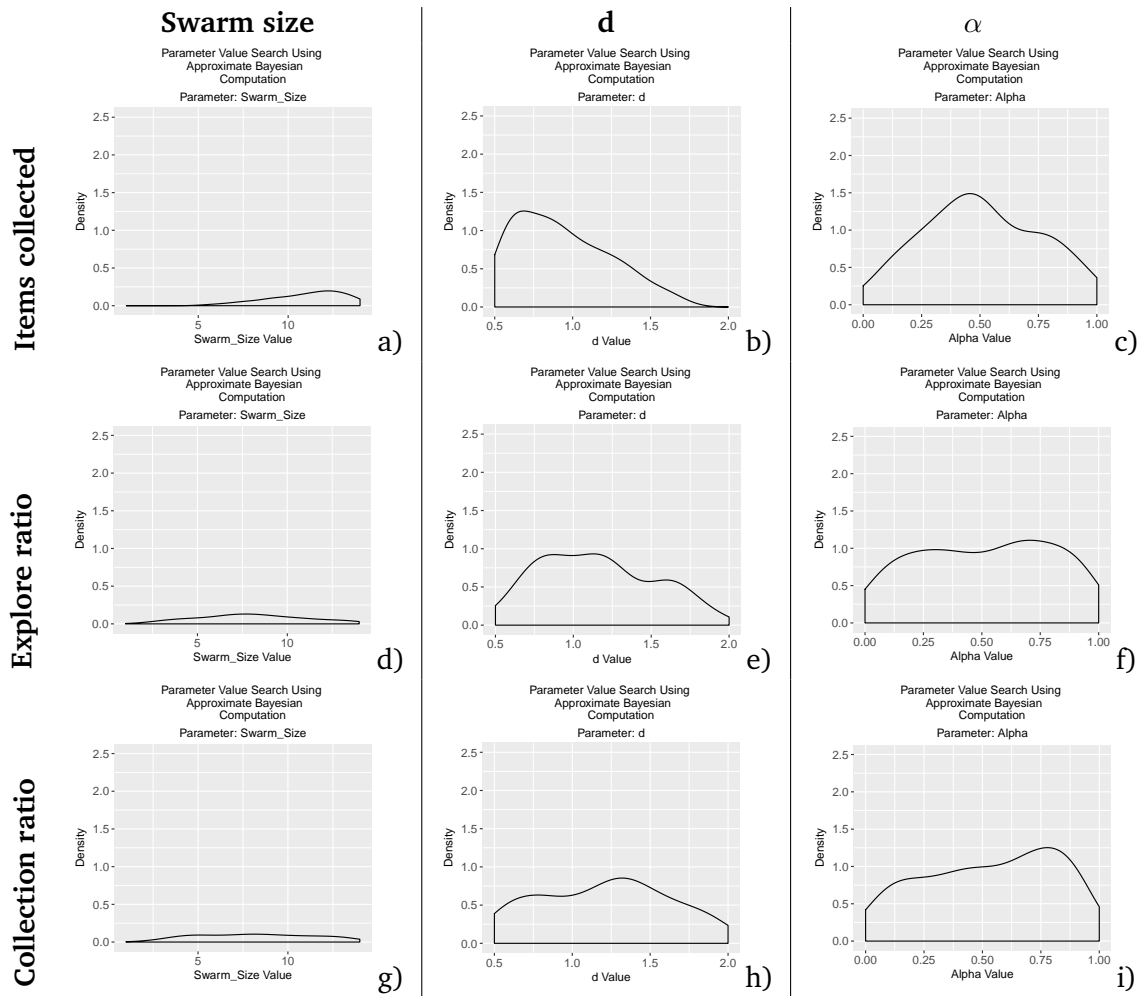 Swarm size
d
α
Items collected
Parameter Value Search Using
Approximate Bayesian
Computation
Parameter: Swarm_Size
2.5
2.0
1.5
1.0
0.5
0.0
Density
5
10
Swarm_Size Value
a)
Parameter Value Search Using
Approximate Bayesian
Computation
Parameter: d
2.5
2.0
1.5
1.0
0.5
0.0
Density
0.5
1.0
1.5
2.0
d Value
b)
Parameter Value Search Using
Approximate Bayesian
Computation
Parameter: Alpha
2.5
2.0
1.5
1.0
0.5
0.0
Density
0.00
0.25
0.50
0.75
1.00
Alpha Value
c)
Explore ratio
Parameter Value Search Using
Approximate Bayesian
Computation
Parameter: Swarm_Size
2.5
2.0
1.5
1.0
0.5
0.0
Density
5
10
Swarm_Size Value
d)
Parameter Value Search Using
Approximate Bayesian
Computation
Parameter: d
2.5
2.0
1.5
1.0
0.5
0.0
Density
0.5
1.0
1.5
2.0
d Value
e)
Parameter Value Search Using
Approximate Bayesian
Computation
Parameter: Alpha
2.5
2.0
1.5
1.0
0.5
0.0
Density
0.00
0.25
0.50
0.75
1.00
Alpha Value
f)
Collection ratio
Parameter Value Search Using
Approximate Bayesian
Computation
Parameter: Swarm_Size
2.5
2.0
1.5
1.0
0.5
0.0
Density
5
10
Swarm_Size Value
g)
Parameter Value Search Using
Approximate Bayesian
Computation
Parameter: d
2.5
2.0
1.5
1.0
0.5
0.0
Density
0.5
1.0
1.5
2.0
d Value
h)
Parameter Value Search Using
Approximate Bayesian
Computation
Parameter: Alpha
2.5
2.0
1.5
1.0
0.5
0.0
Density
0.00
0.25
0.50
0.75
1.00
Alpha Value
i)